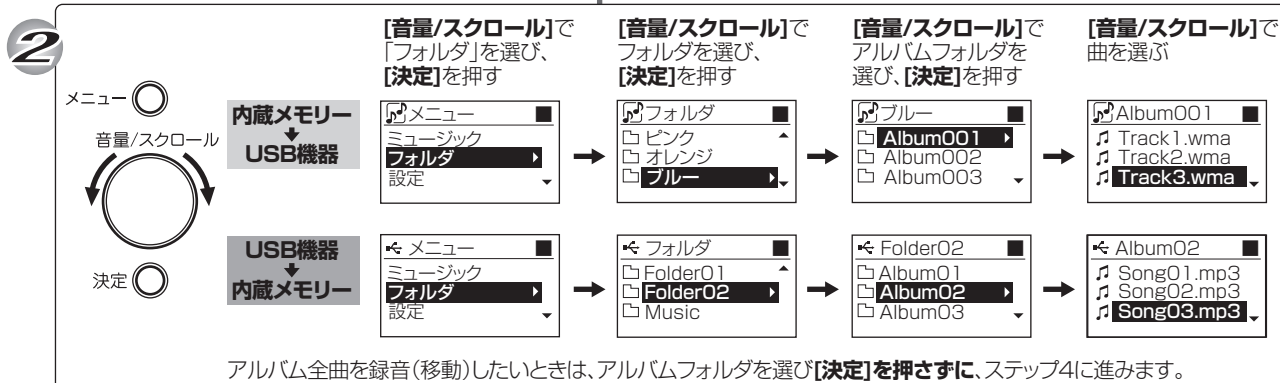 2
[音量/スクロール]で
「フォルダ」を選び、
[決定]を押す
[音量/スクロール]で
フォルダを選び、
[決定]を押す
[音量/スクロール]で
アルバムフォルダを
選び、[決定]を押す
[音量/スクロール]で
曲を選ぶ
メニュー
音量/スクロール
決定
内蔵メモリー
USB機器
メニュー
ミュージック
フォルダ
設定
フォルダ
ピンク
オレンジ
ブルー
ブルー
Album001
Album002
Album003
Album001
Track1.wma
Track2.wma
Track3.wma
USB機器
内蔵メモリー
メニュー
ミュージック
フォルダ
設定
フォルダ
Folder01
Folder02
Music
Folder02
Album01
Album02
Album03
Album02
Song01.mp3
Song02.mp3
Song03.mp3
アルバム全曲を録音(移動)したいときは、アルバムフォルダを選び[決定]を押さずに、ステップ4に進みます。